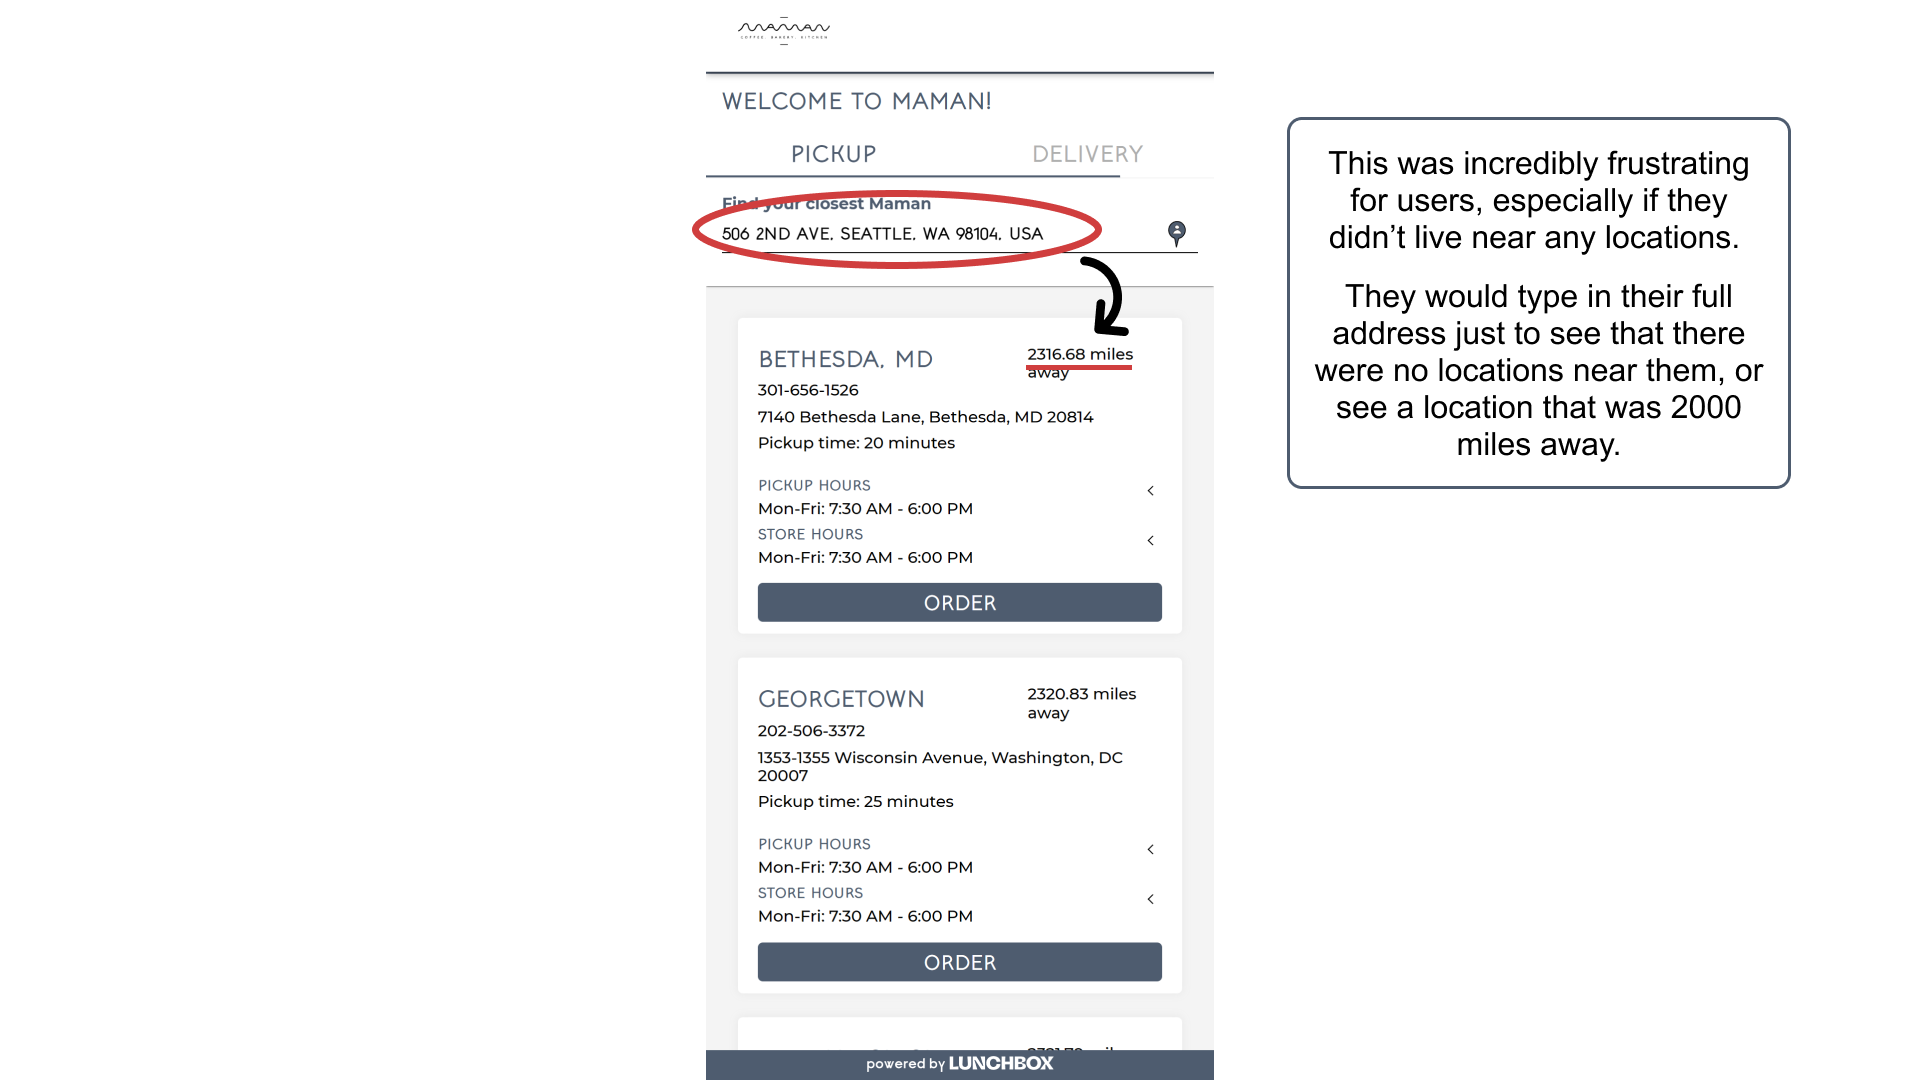 MAMAN
COFFEE. BAKERY. KITCHEN
WELCOME TO MAMAN!
PICKUP
DELIVERY
Find your closest Maman
506 2ND AVE, SEATTLE, WA 98104, USA
BETHESDA, MD
2316.68 miles
away
301-656-1526
7140 Bethesda Lane, Bethesda, MD 20814
Pickup time: 20 minutes
PICKUP HOURS
Mon-Fri: 7:30 AM - 6:00 PM
STORE HOURS
Mon-Fri: 7:30 AM - 6:00 PM
ORDER
GEORGETOWN
2320.83 miles
away
202-506-3372
1353-1355 Wisconsin Avenue, Washington, DC
20007
Pickup time: 25 minutes
PICKUP HOURS
Mon-Fri: 7:30 AM - 6:00 PM
STORE HOURS
Mon-Fri: 7:30 AM - 6:00 PM
ORDER
powered by LUNCHBOX
This was incredibly frustrating
for users, especially if they
didn’t live near any locations.
They would type in their full
address just to see that there
were no locations near them, or
see a location that was 2000
miles away.